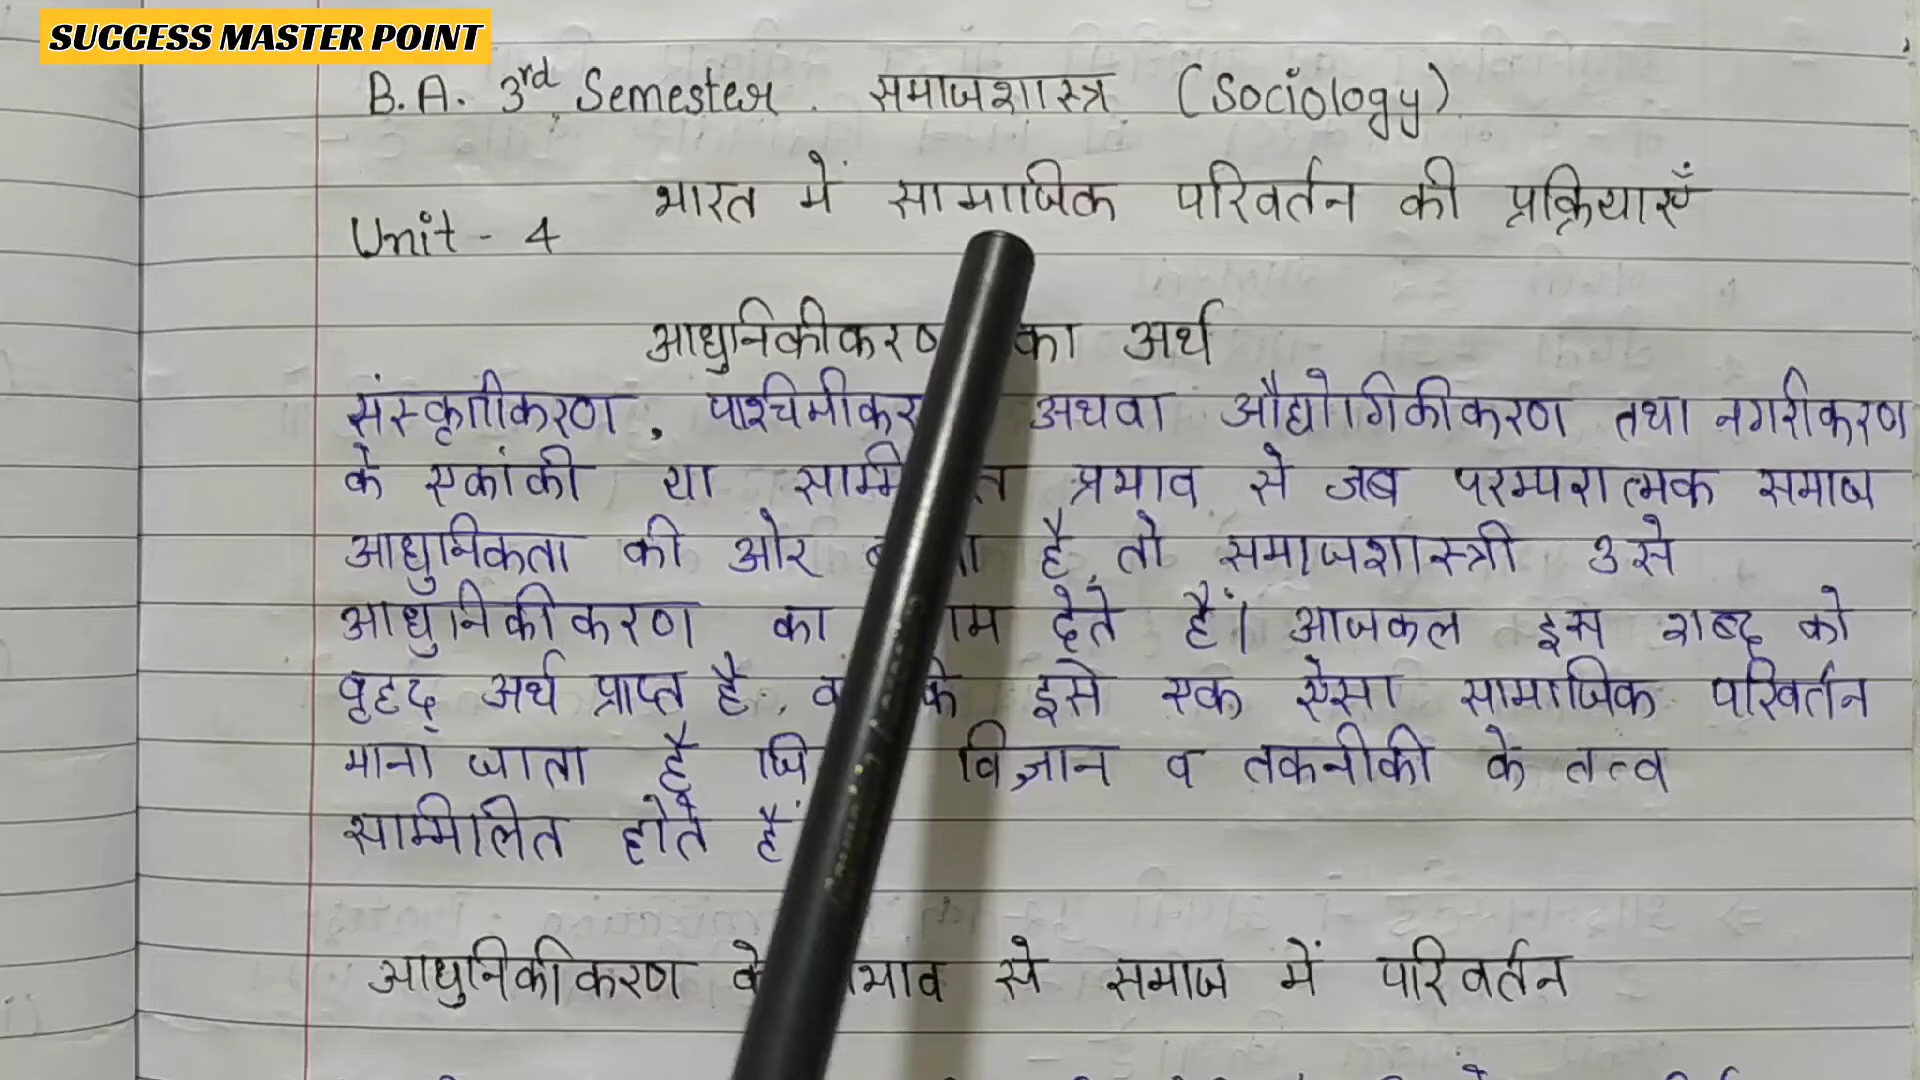 SUCCESS MASTER POINT
B.A. 3rd Semester. समाजशास्त्र (Sociology)
भारत में सामाजिक परिवर्तन की प्रक्रियाएँ
Unit - 4
आधुनिकीकरण का अर्थ
संस्कृतीकरण, अथवा औद्योगिकीकरण तथा नगरीकरण
के एकांकी या प्रभाव से जब परम्परात्मक समाज
आधुनिकता की ओर है, तो समाजशास्त्री उसे
आधुनिकीकरण का देते हैं। आजकल इस शब्द को
वृहद् अर्थ प्राप्त है, इसे एक ऐसा सामाजिक परिवर्तन
माना जाता है विज्ञान व तकनीकी के तत्त्व
सम्मिलित होते हैं
आधुनिकीकरण के से समाज में परिवर्तन